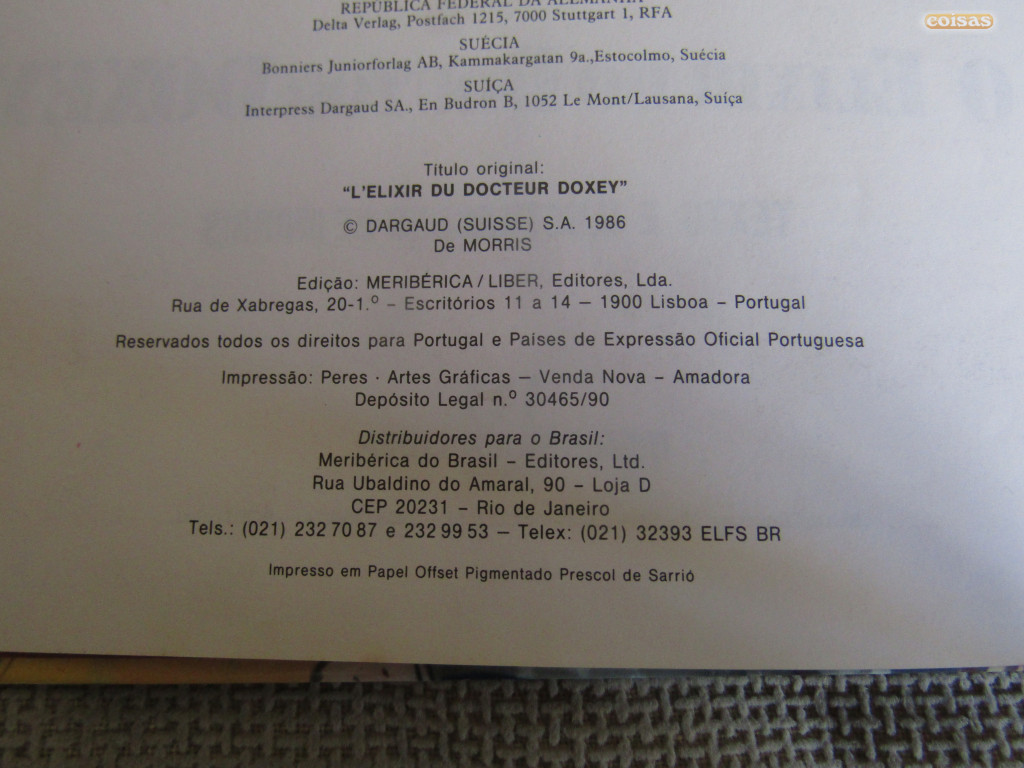 REPÚBLICA FEDERAL DA ALEMANHA
Delta Verlag, Postfach 1215, 7000 Stuttgart 1, RFA
SUÉCIA
Bonniers Juniorforlag AB, Kammakargatan 9a.,Estocolmo, Suécia
SUÍÇA
Interpress Dargaud SA., En Budron B, 1052 Le Mont/Lausana, Suíça
Título original:
"L'ELIXIR DU DOCTEUR DOXEY"
© DARGAUD (SUISSE) S.A. 1986
De MORRIS
Edição: MERIBÉRICA/LIBER, Editores, Lda.
Rua de Xabregas, 20-1.º - Escritórios 11 a 14 — 1900 Lisboa - Portugal
Reservados todos os direitos para Portugal e Países de Expressão Oficial Portuguesa
Impressão: Peres · Artes Gráficas — Venda Nova - Amadora
Depósito Legal n.º 30465/90
Distribuidores para o Brasil:
Meribérica do Brasil - Editores, Ltd.
Rua Ubaldino do Amaral, 90 - Loja D
CEP 20231 - Rio de Janeiro
Tels.: (021) 232 70 87 e 232 99 53 — Telex: (021) 32393 ELFS BR
Impresso em Papel Offset Pigmentado Prescol de Sarrió
coisas